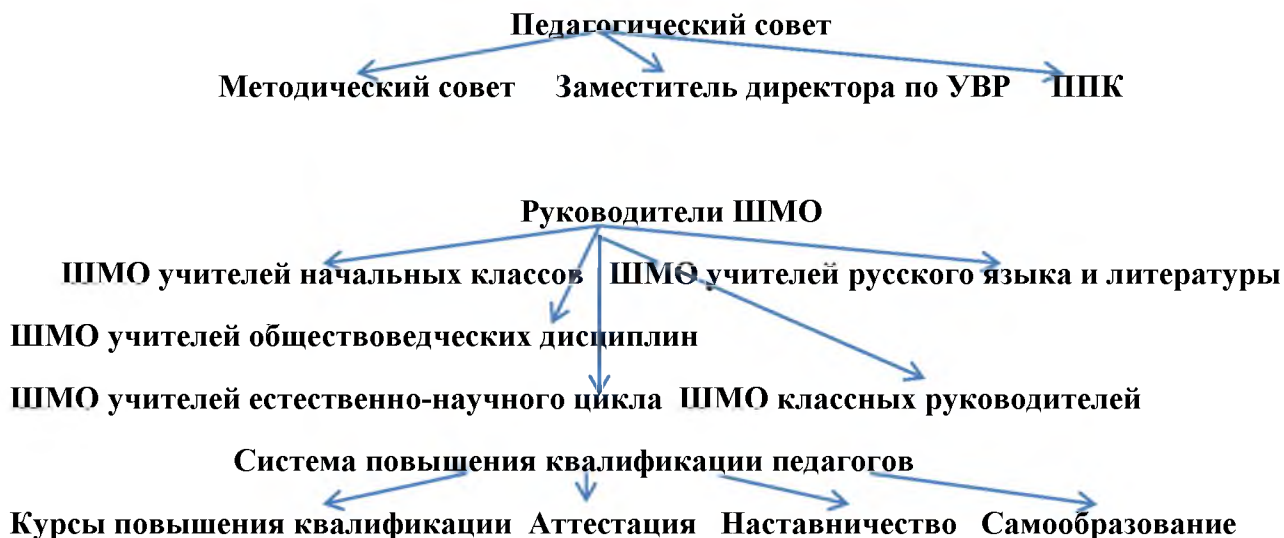 Педагогический совет
Методический совет Заместитель директора по УВР ППК
Руководители ШМО
ШМО учителей начальных классов ШМО учителей русского языка и литературы
ШМО учителей обществоведческих дисциплин
ШМО учителей естественно-научного цикла ШМО классных руководителей
Система повышения квалификации педагогов
Курсы повышения квалификации Аттестация Наставничество Самообразование